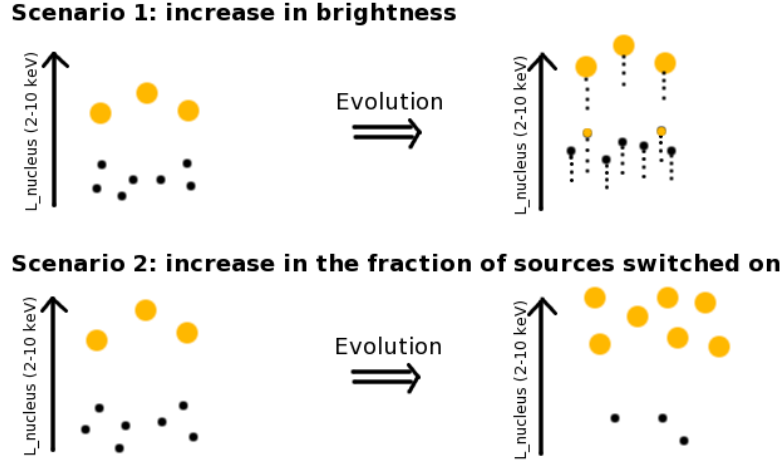 Scenario 1: increase in brightness
L_nucleus (2-10 keV)
Evolution
L_nucleus (2-10 keV)
Scenario 2: increase in the fraction of sources switched on
L_nucleus (2-10 keV)
Evolution
L_nucleus (2-10 keV)